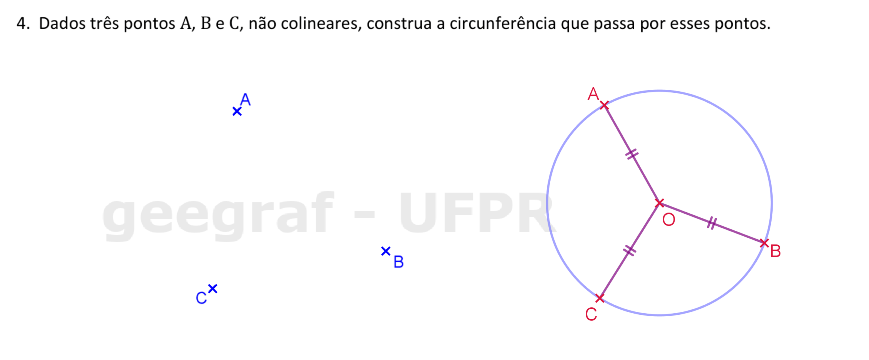 4. Dados três pontos A, B e C, não colineares, construa a circunferência que passa por esses pontos.
A
A
geegraf - UFPR
O
B
B
C
C